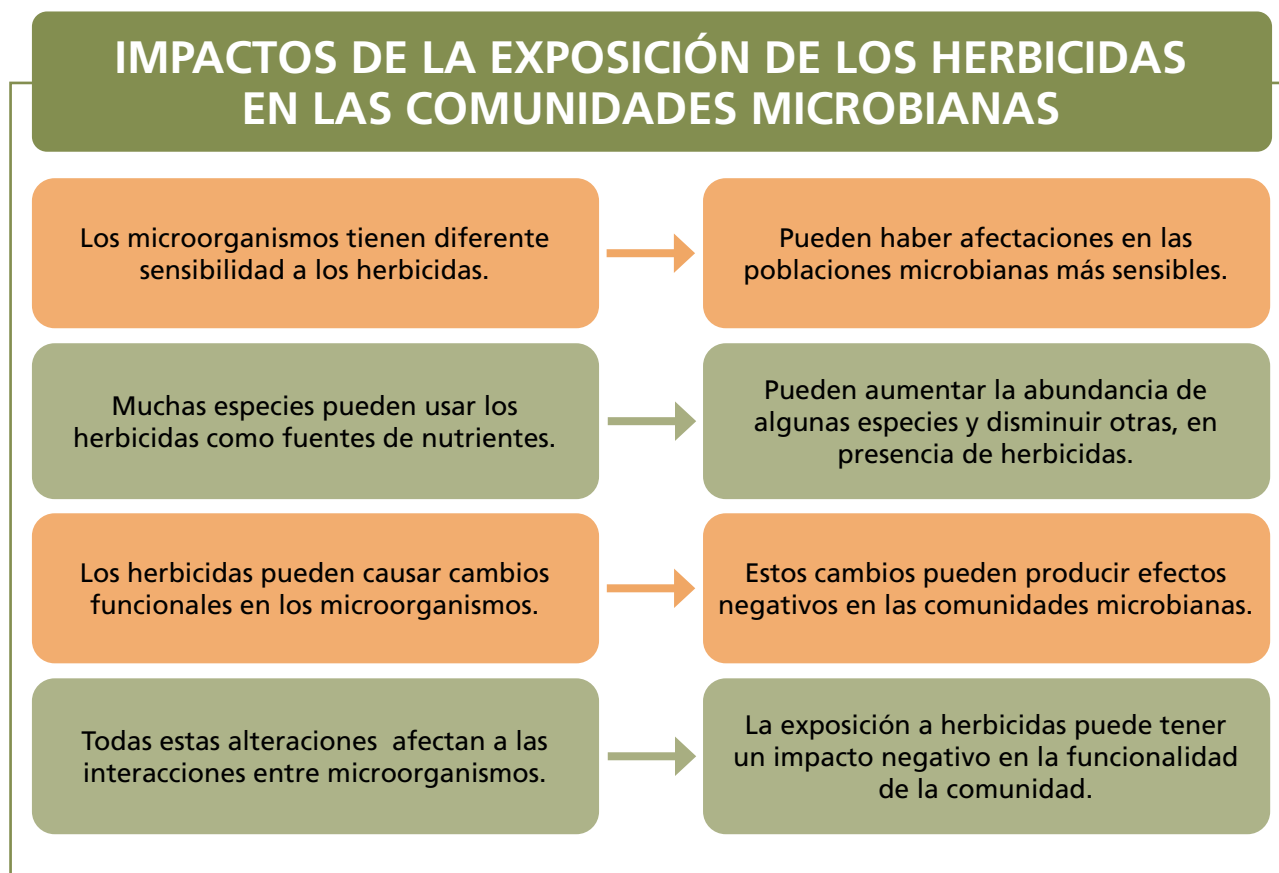 IMPACTOS DE LA EXPOSICIÓN DE LOS HERBICIDAS
EN LAS COMUNIDADES MICROBIANAS
Los microorganismos tienen diferente
sensibilidad a los herbicidas.
Pueden haber afectaciones en las
poblaciones microbianas más sensibles.
Muchas especies pueden usar los
herbicidas como fuentes de nutrientes.
Pueden aumentar la abundancia de
algunas especies y disminuir otras, en
presencia de herbicidas.
Los herbicidas pueden causar cambios
funcionales en los microorganismos.
Estos cambios pueden producir efectos
negativos en las comunidades microbianas.
Todas estas alteraciones afectan a las
interacciones entre microorganismos.
La exposición a herbicidas puede tener
un impacto negativo en la funcionalidad
de la comunidad.